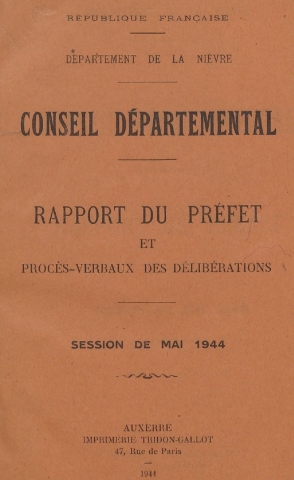 RÉPUBLIQUE FRANÇAISE
DÉPARTEMENT DE LA NIÈVRE
CONSEIL DÉPARTEMENTAL
RAPPORT DU PRÉFET
ET
PROCÈS-VERBAUX DES DÉLIBÉRATIONS
SESSION DE MAI 1944
AUXERRE
IMPRIMERIE TRIDON-GALLOT
47, Rue de Paris
1944